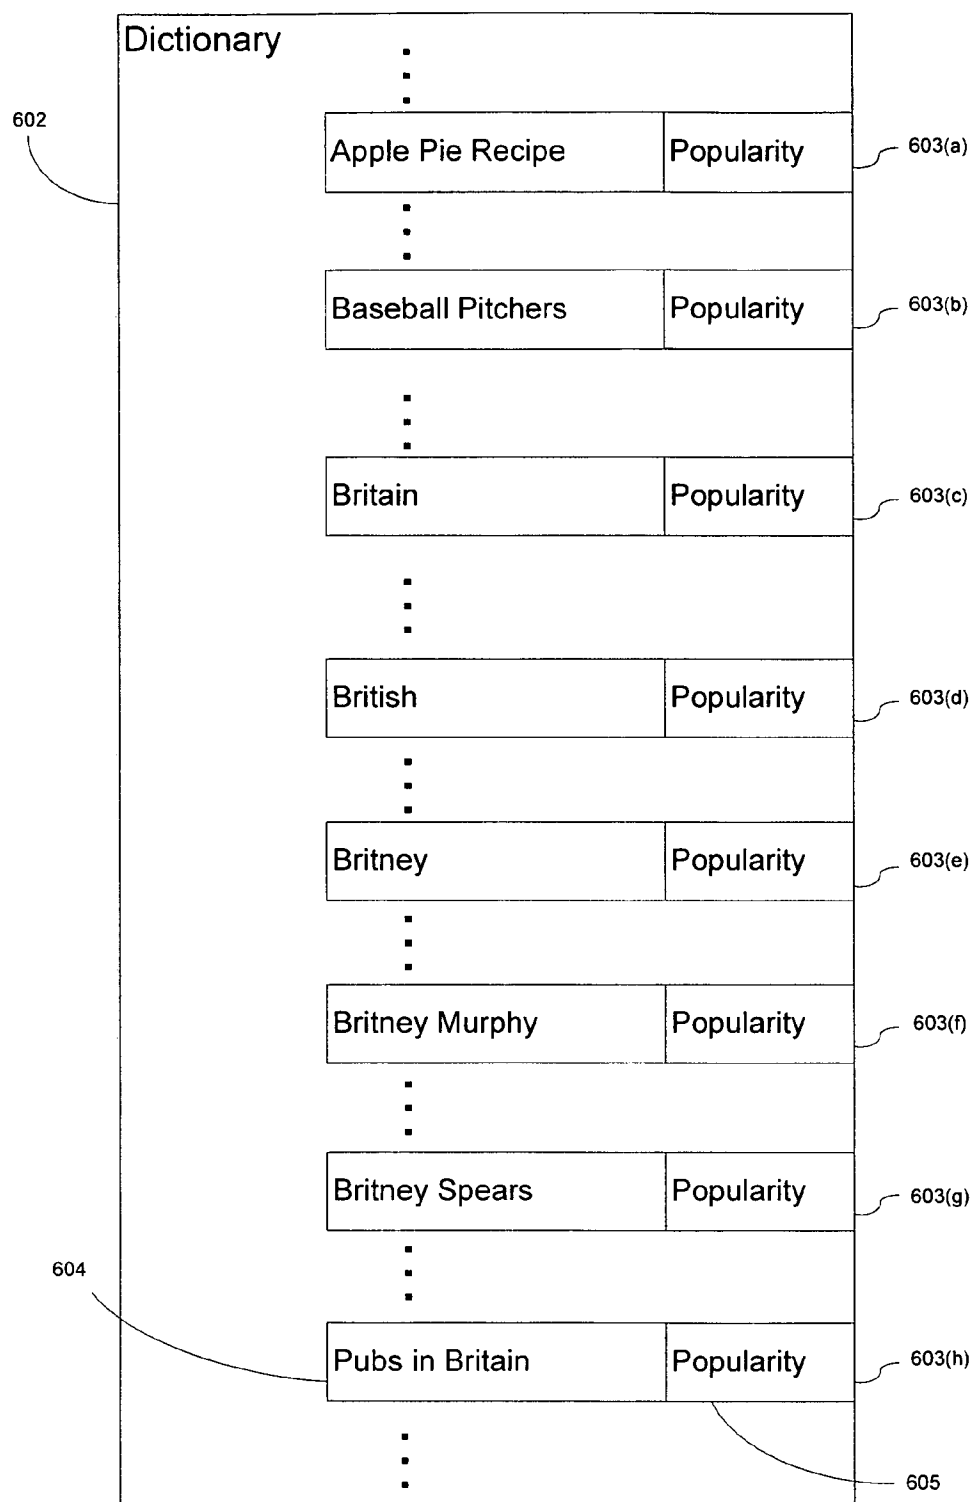 Dictionary
602
Apple Pie Recipe Popularity 603(a)
Baseball Pitchers Popularity 603(b)
Britain Popularity 603(c)
British Popularity 603(d)
Britney Popularity 603(e)
Britney Murphy Popularity 603(f)
Britney Spears Popularity 603(g)
604
Pubs in Britain Popularity 603(h)
605